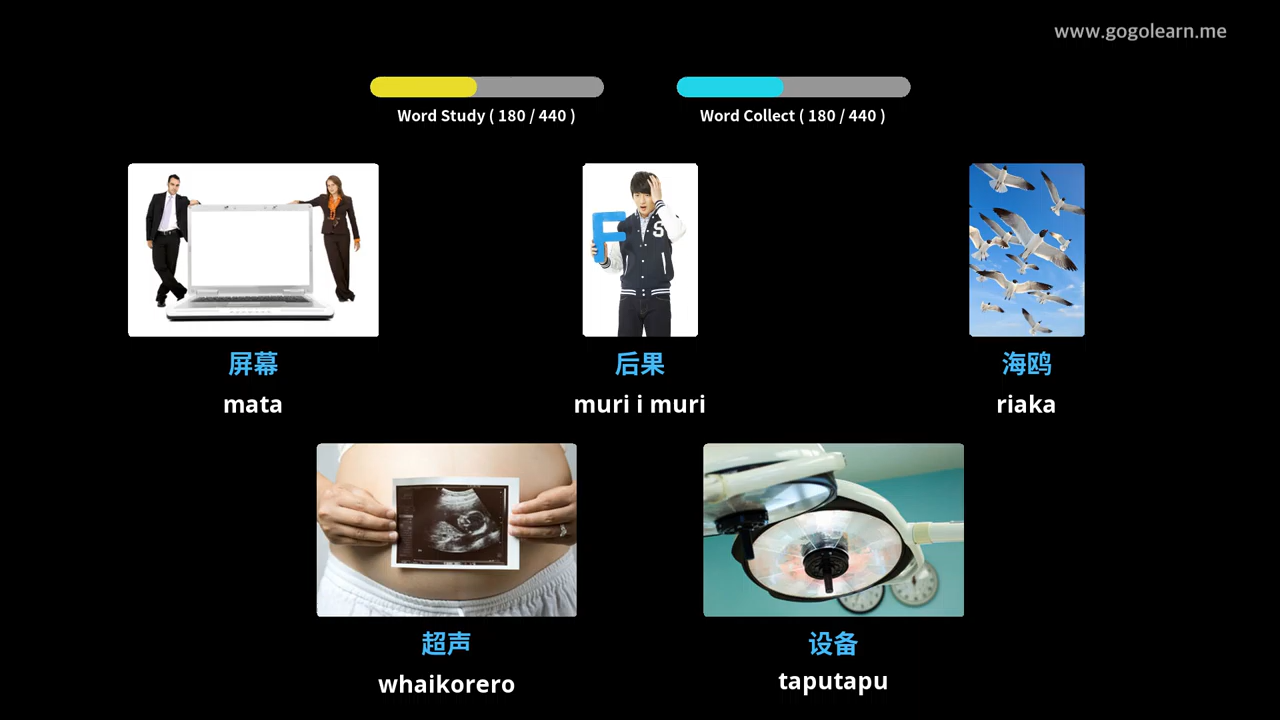 www.gogolearn.me
Word Study ( 180 / 440 )
Word Collect ( 180 / 440 )
F
S
屏幕
mata
后果
muri i muri
海鸥
riaka
超声
whaikorero
设备
taputapu